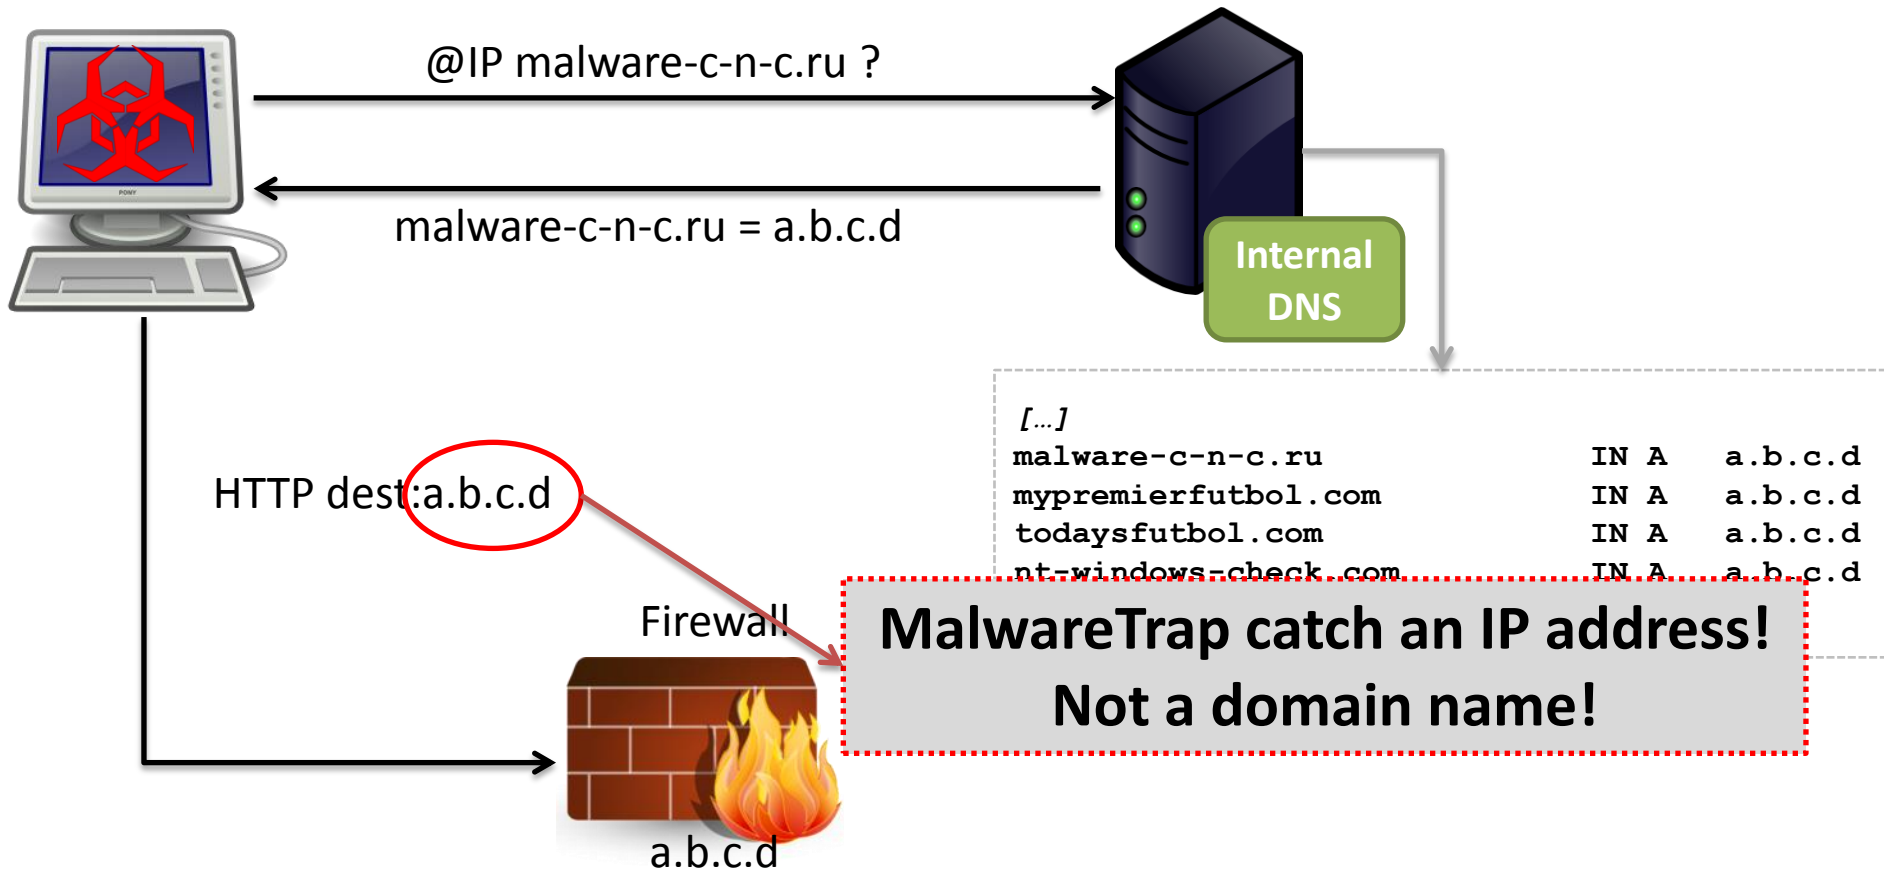 @IP malware-c-n-c.ru ?
PONY
malware-c-n-c.ru = a.b.c.d
Internal
DNS
[…]
malware-c-n-c.ru IN A a.b.c.d
mypremierfutbol.com IN A a.b.c.d
todaysfutbol.com IN A a.b.c.d
nt-windows-check.com IN A a.b.c.d
HTTP dest:a.b.c.d
Firewall
MalwareTrap catch an IP address!
Not a domain name!
a.b.c.d